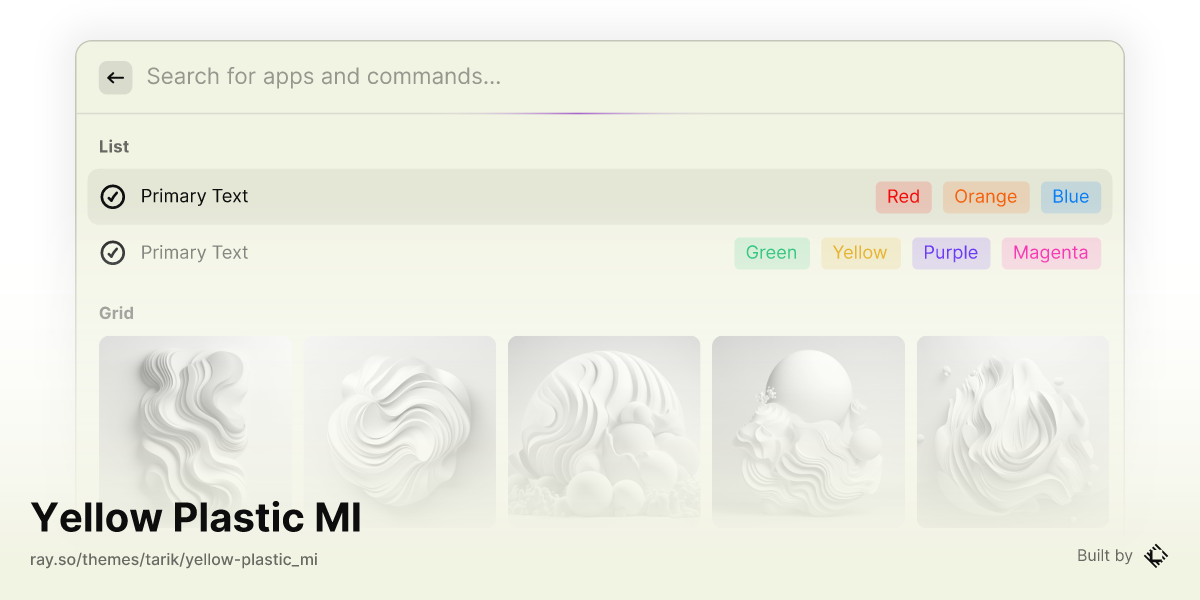 Search for apps and commands...
List
Primary Text Red Orange Blue
Primary Text Green Yellow Purple Magenta
Grid
Yellow Plastic MI
ray.so/themes/tarik/yellow-plastic_mi
Built by